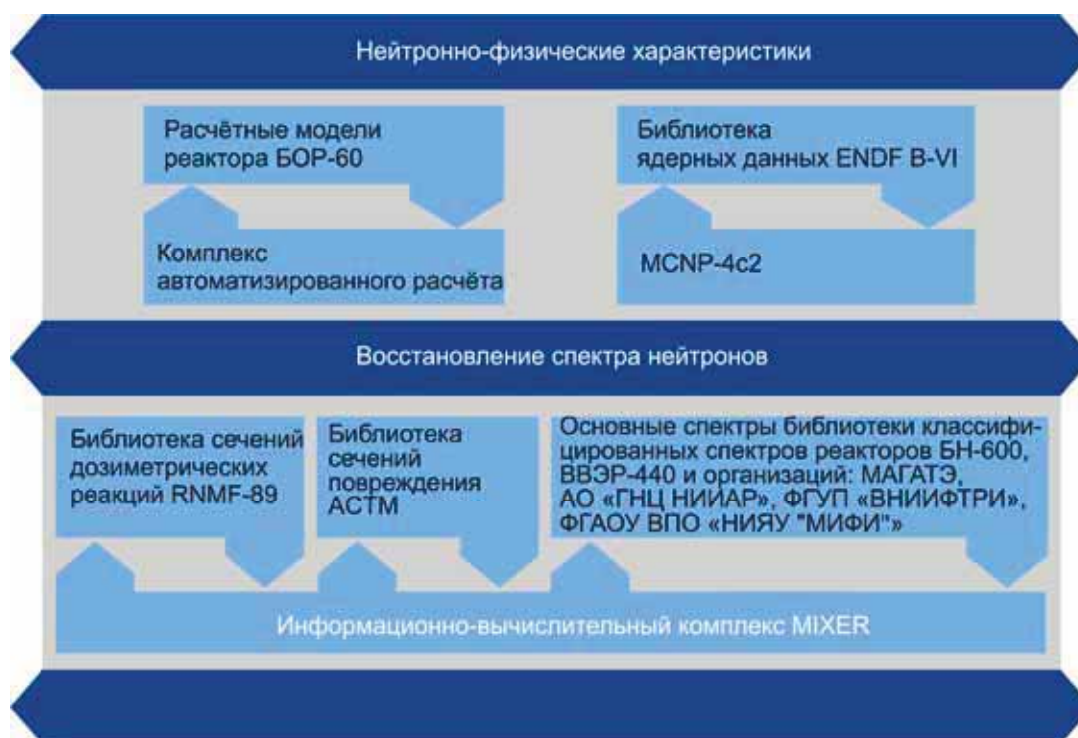 Нейтронно-физические характеристики
Расчётные модели
реактора БОР-60
Библиотека
ядерных данных ENDF B-VI
Комплекс
автоматизированного расчёта
MCNP-4c2
Восстановление спектра нейтронов
Библиотека сечений
дозиметрических
реакций RNMF-89
Библиотека
сечений
повреждения
АСТМ
Основные спектры библиотеки классифи-
цированных спектров реакторов БН-600,
ВВЭР-440 и организаций: МАГАТЭ,
АО «ГНЦ НИИАР», ФГУП «ВНИИФТРИ»,
ФГАОУ ВПО «НИЯУ "МИФИ"»
Информационно-вычислительный комплекс MIXER